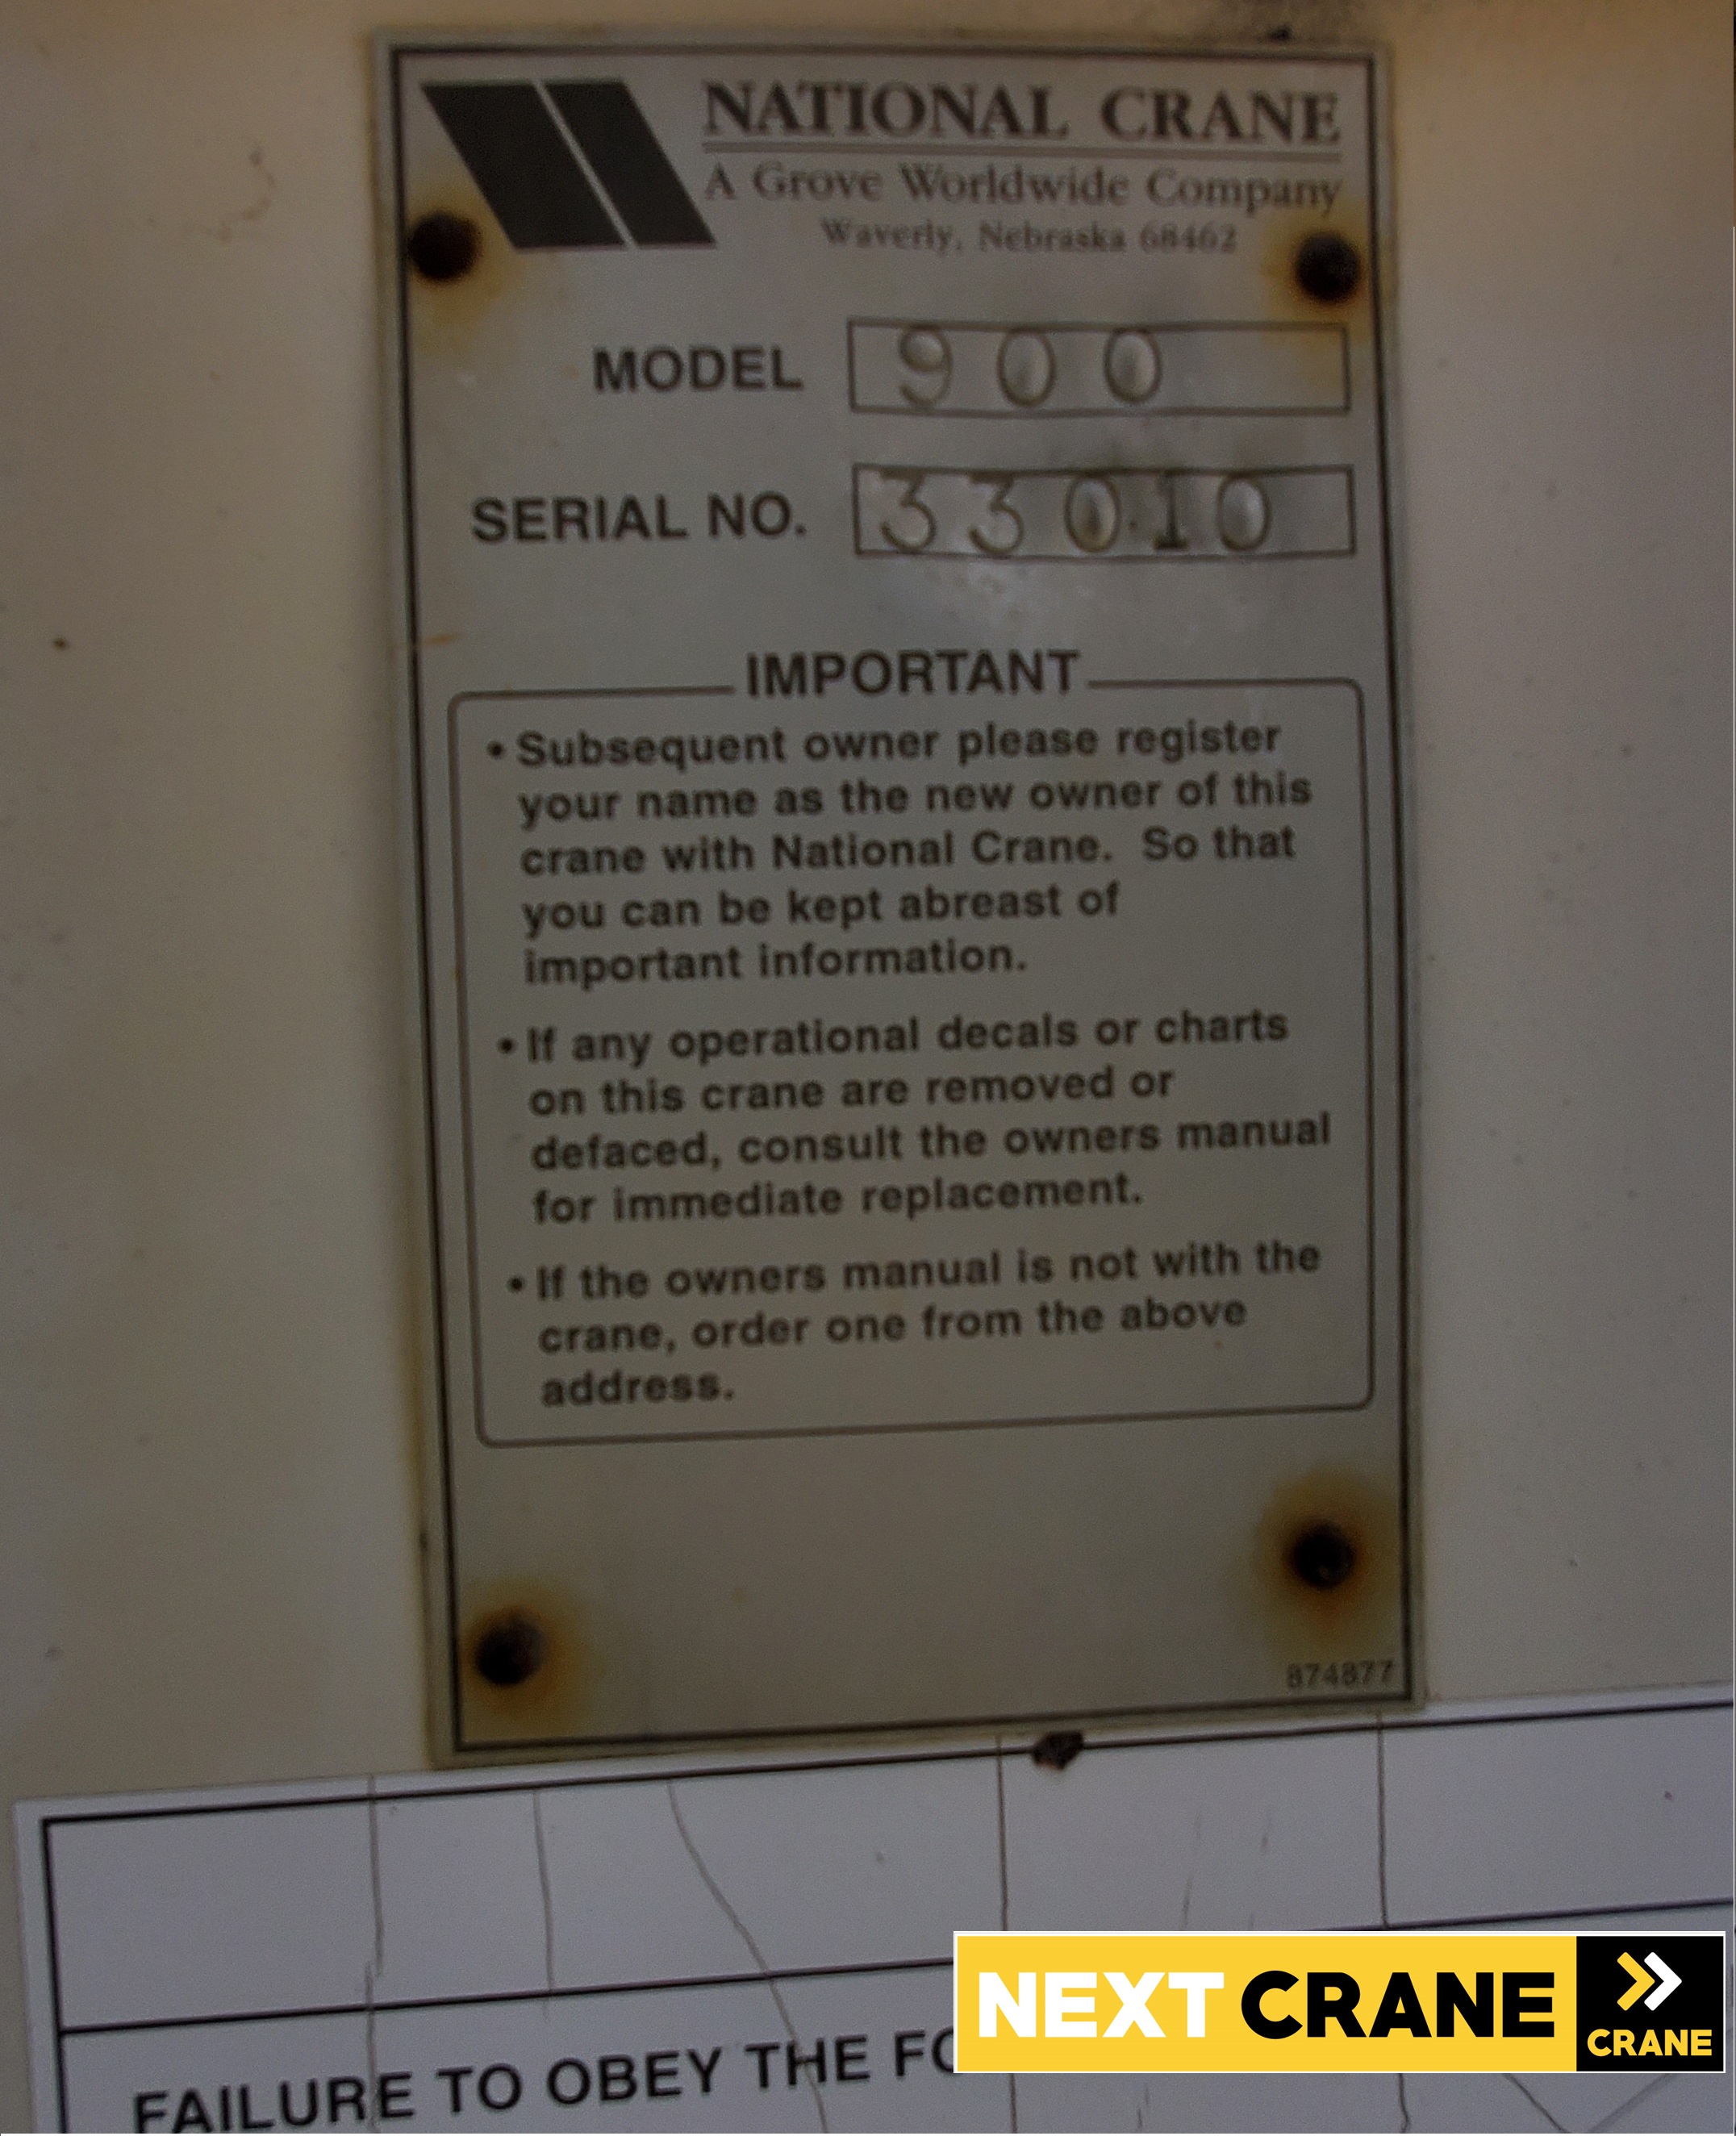 NATIONAL CRANE
A Grove Worldwide Company
Waverly, Nebraska 68462
MODEL 900
SERIAL NO. 33010
IMPORTANT
• Subsequent owner please register
your name as the new owner of this
crane with National Crane. So that
you can be kept abreast of
important information.
• If any operational decals or charts
on this crane are removed or
defaced, consult the owners manual
for immediate replacement.
• If the owners manual is not with the
crane, order one from the above
address.
874877
FAILURE TO OBEY THE FO
NEXT CRANE
CRANE